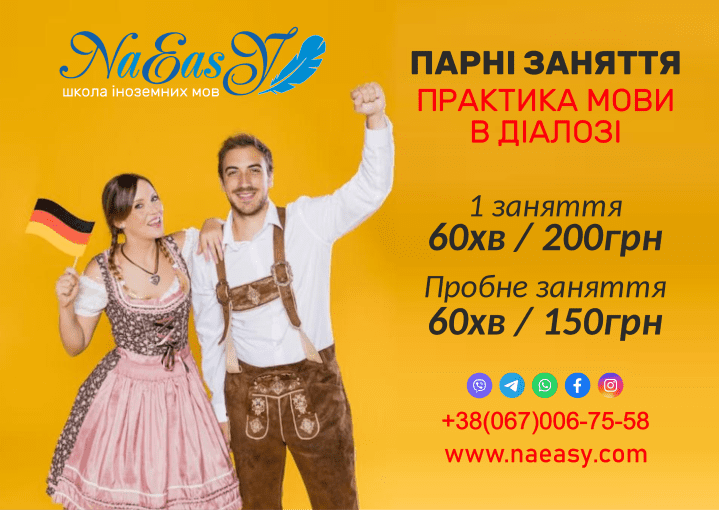 NaEasy
школа іноземних мов
ПАРНІ ЗАНЯТТЯ
ПРАКТИКА МОВИ
В ДІАЛОЗІ
1 заняття
60хв / 200грн
Пробне заняття
60хв / 150грн
+38(067)006-75-58
www.naeasy.com